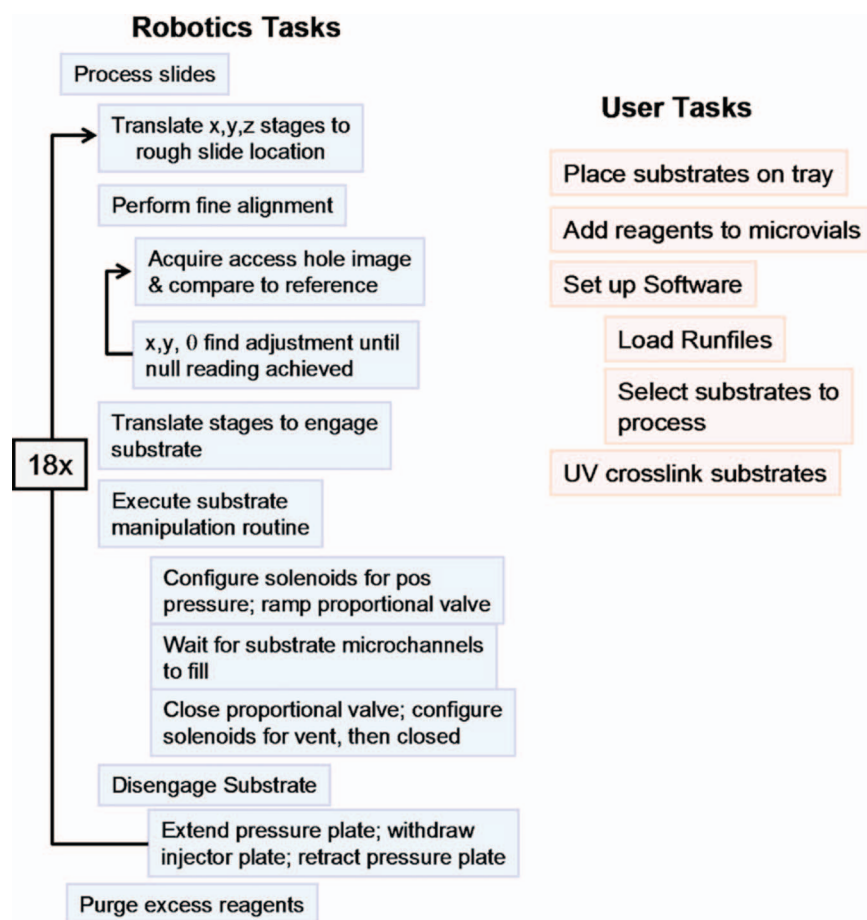 Robotics Tasks
Process slides
Translate x,y,z stages to
rough slide location
Perform fine alignment
Acquire access hole image
& compare to reference
x,y, θ find adjustment until
null reading achieved
Translate stages to engage
substrate
18x
Execute substrate
manipulation routine
Configure solenoids for pos
pressure; ramp proportional valve
Wait for substrate microchannels
to fill
Close proportional valve; configure
solenoids for vent, then closed
Disengage Substrate
Extend pressure plate; withdraw
injector plate; retract pressure plate
Purge excess reagents
User Tasks
Place substrates on tray
Add reagents to microvials
Set up Software
Load Runfiles
Select substrates to
process
UV crosslink substrates